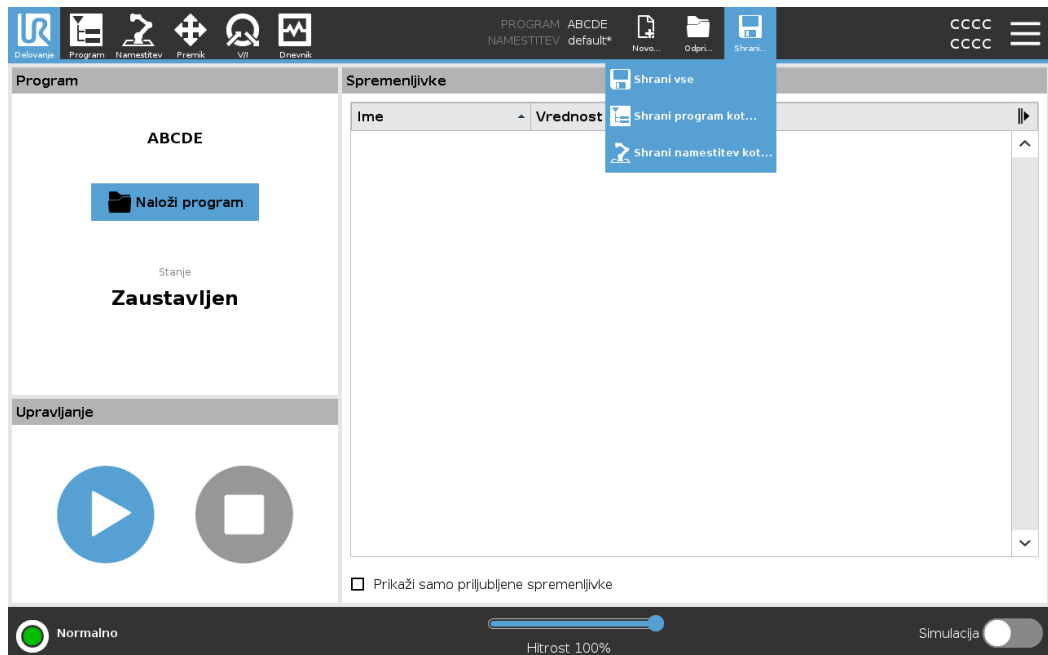 UR
Delovanje
Program
Namestitev
Premik
V/I
Dnevnik
PROGRAM ABCDE
NAMESTITEV default*
Novo...
Odpri...
Shrani...
CCCC
CCCC
Shrani vse
Shrani program kot...
Shrani namestitev kot...
Program
ABCDE
Naloži program
Stanje
Zaustavljen
Upravljanje
Spremenljivke
Ime
Vrednost
Prikaži samo priljubljene spremenljivke
Normalno
Hitrost 100%
Simulacija